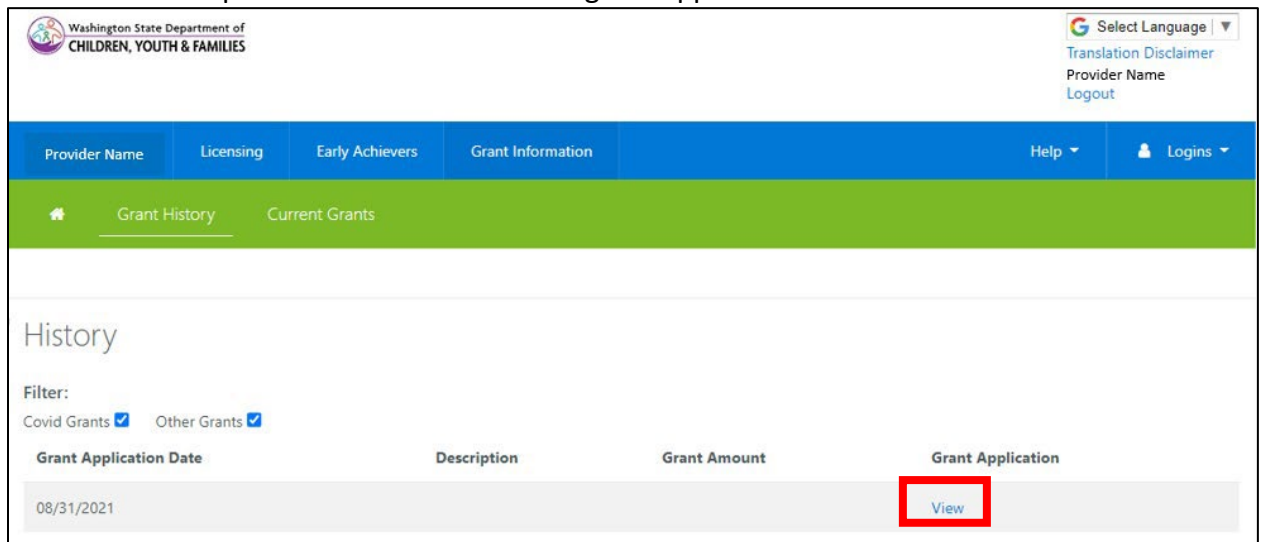 Washington State Department of
CHILDREN, YOUTH & FAMILIES
Select Language
Translation Disclaimer
Provider Name
Logout
Provider Name Licensing Early Achievers Grant Information Help Logins
Grant History Current Grants
History
Filter:
Covid Grants Other Grants
Grant Application Date Description Grant Amount Grant Application
08/31/2021 View